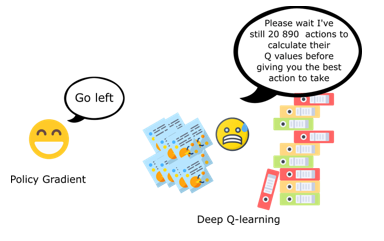 Please wait I've
still 20 890 actions to
calculate their
Q values before
giving you the best
action to take
Go left
Policy Gradient
Deep Q-learning